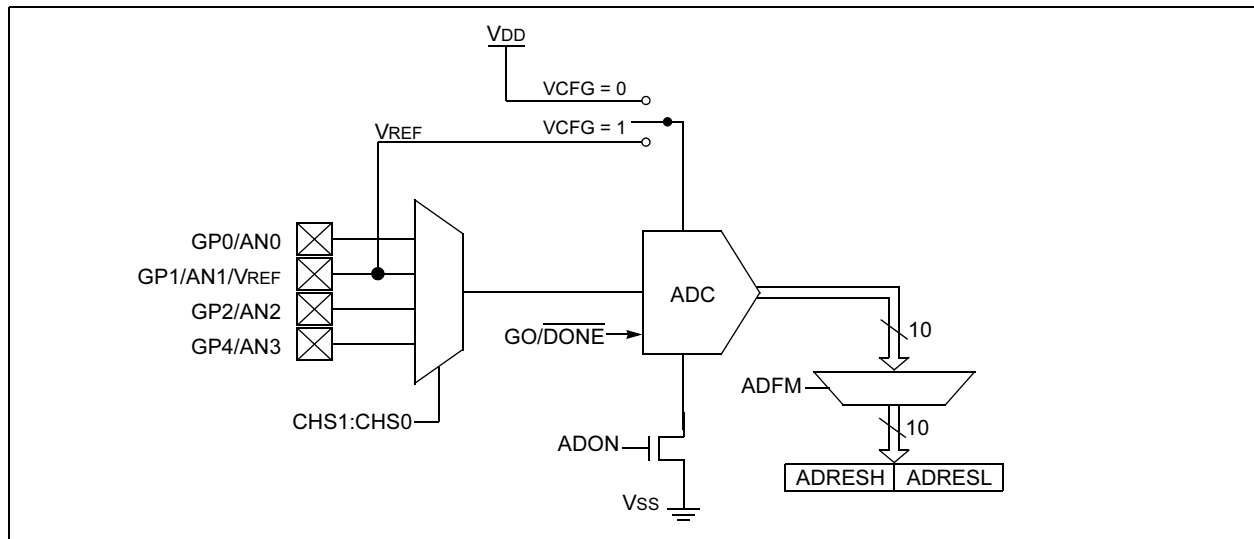 VDD
VCFG = 0
VREF
VCFG = 1
GP0/AN0
GP1/AN1/VREF
GP2/AN2
GP4/AN3
ADC
GO/DONE
10
ADFM
CHS1:CHS0
10
ADON
ADRESH ADRESL
VSS